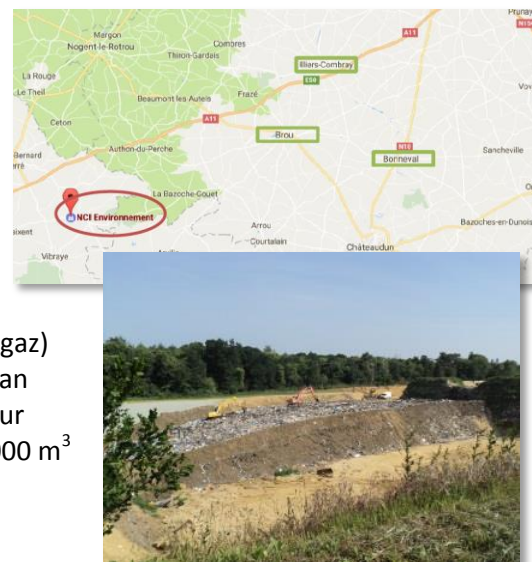 Margon
Nogent-le-Rotrou
Combres
Thiron-Gardais
A11
Prunay
Illiers-Combray
E50
La Rouge
Le Theil
Beaumont les Autels
Frazé
A11
Brou
Ceton
Authon-du-Perche
N10
Bonneval
Sancheville
La Bazoche-Gouet
NCI Environnement
Arrou
Courtalain
Bazoches-en-Dunois
Vibraye
Châteaudun
gaz)
an
ur
000 m³